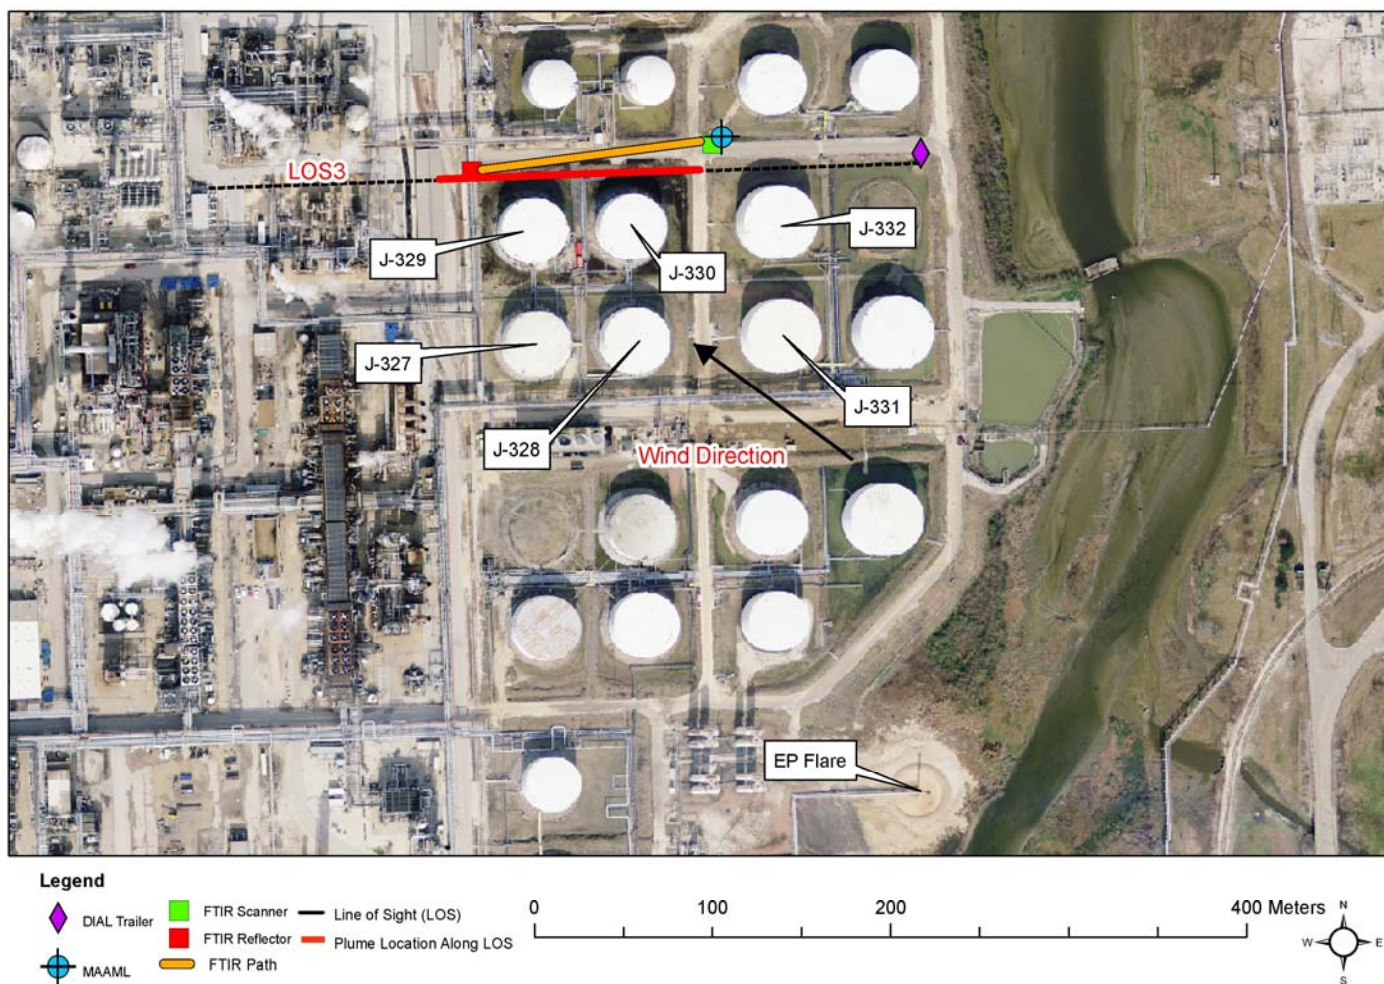 LOS3
J-329
J-330
J-332
J-327
J-328
J-331
Wind Direction
EP Flare
Legend
DIAL Trailer
MAAML
FTIR Scanner
FTIR Reflector
FTIR Path
Line of Sight (LOS)
Plume Location Along LOS
0 100 200 400 Meters
N
W E
S